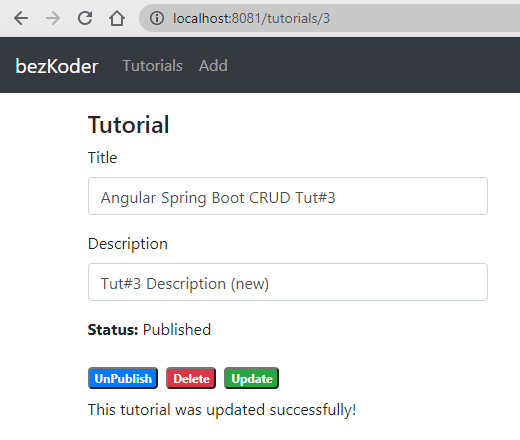 localhost:8081/tutorials/3
bezKoder Tutorials Add
Tutorial
Title
Angular Spring Boot CRUD Tut#3
Description
Tut#3 Description (new)
Status: Published
UnPublish Delete Update
This tutorial was updated successfully!